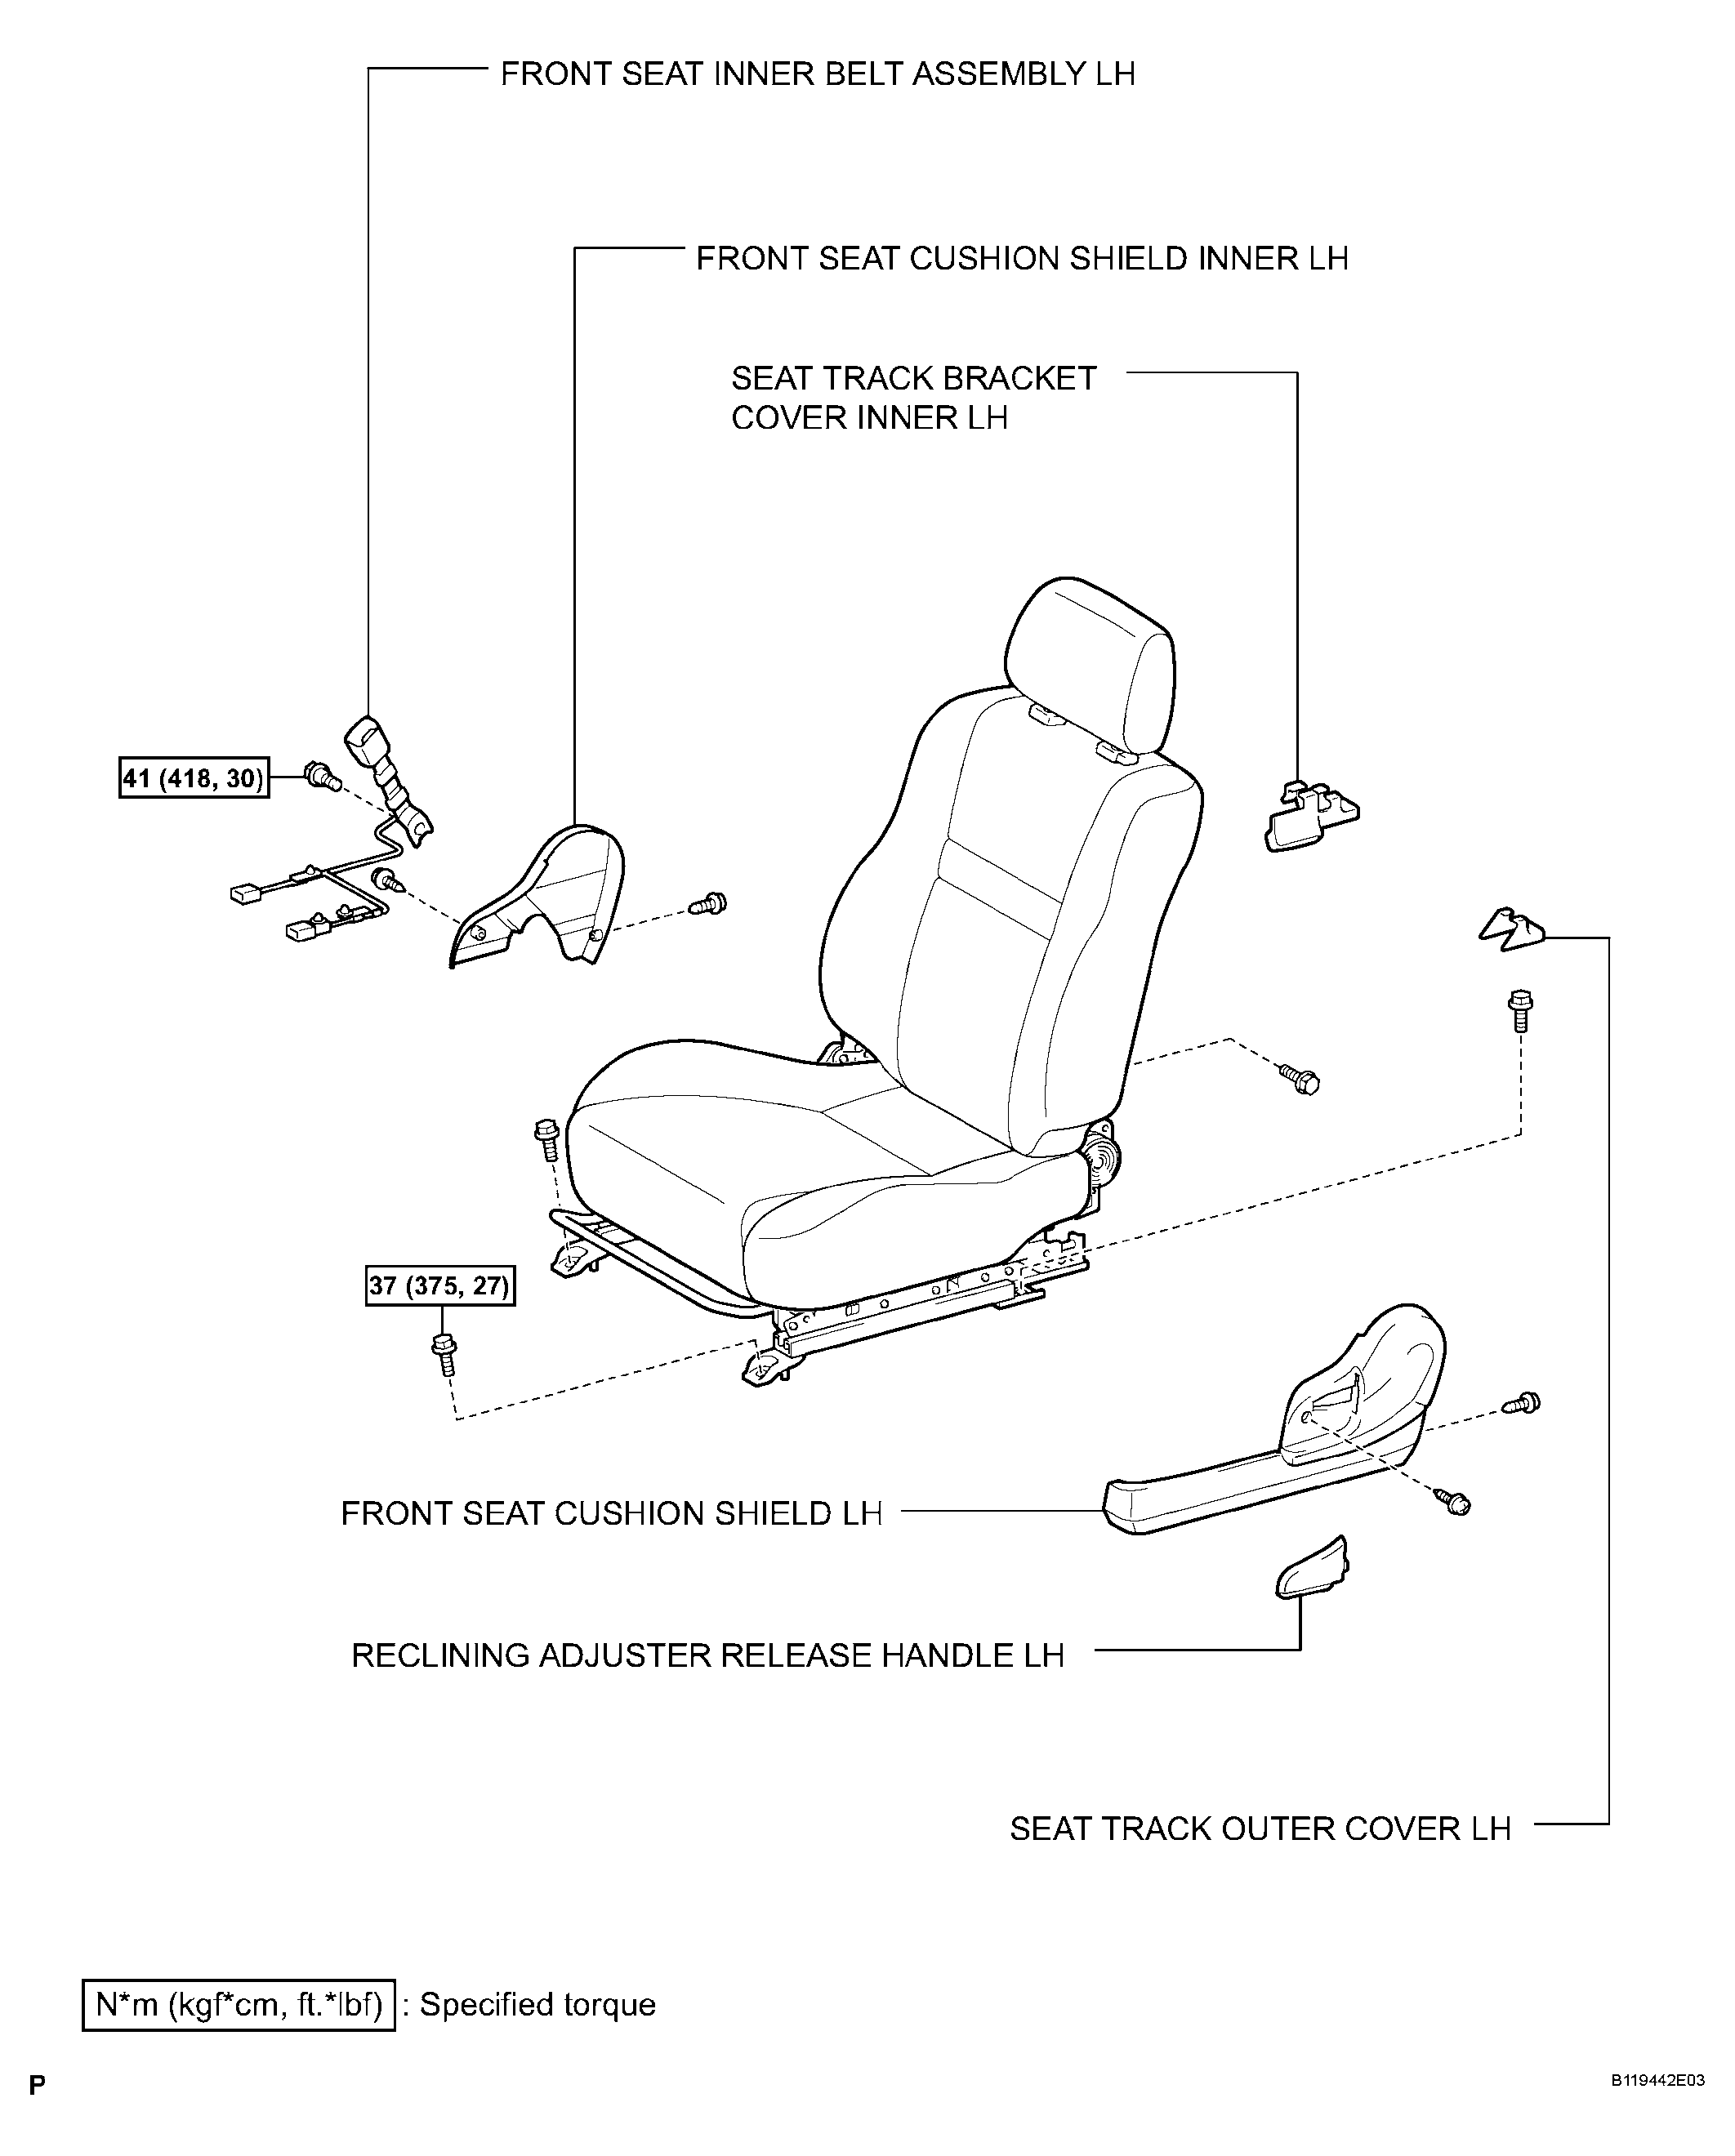 FRONT SEAT INNER BELT ASSEMBLY LH
FRONT SEAT CUSHION SHIELD INNER LH
SEAT TRACK BRACKET
COVER INNER LH
41 (418, 30)
37 (375, 27)
FRONT SEAT CUSHION SHIELD LH
RECLINING ADJUSTER RELEASE HANDLE LH
SEAT TRACK OUTER COVER LH
N*m (kgf*cm, ft.*lbf) : Specified torque
P
B119442E03